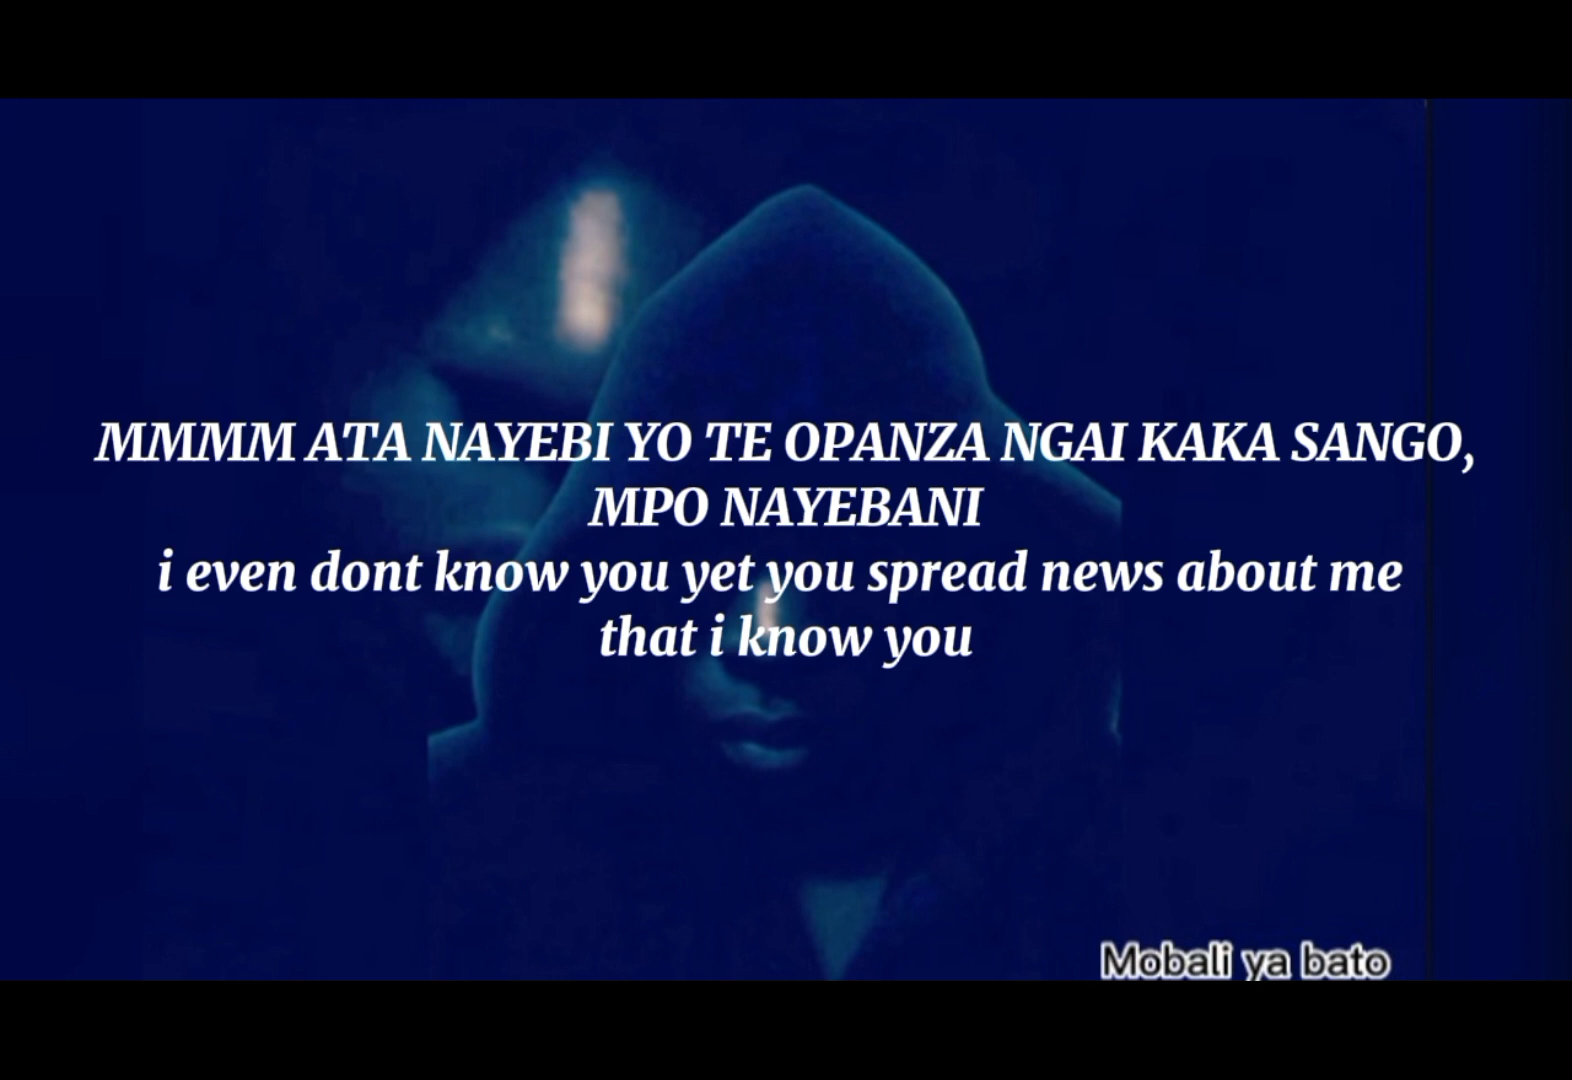 MMMM ATA NAYEBI YO TE OPANZA NGAI KAKA SANGO,
MPO NAYEBANI
i even dont know you yet you spread news about me
that i know you
Mobali ya bato